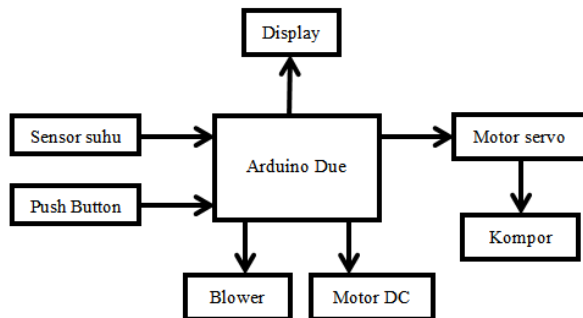 Display
Sensor suhu
Arduino Due
Motor servo
Push Button
Kompor
Blower
Motor DC